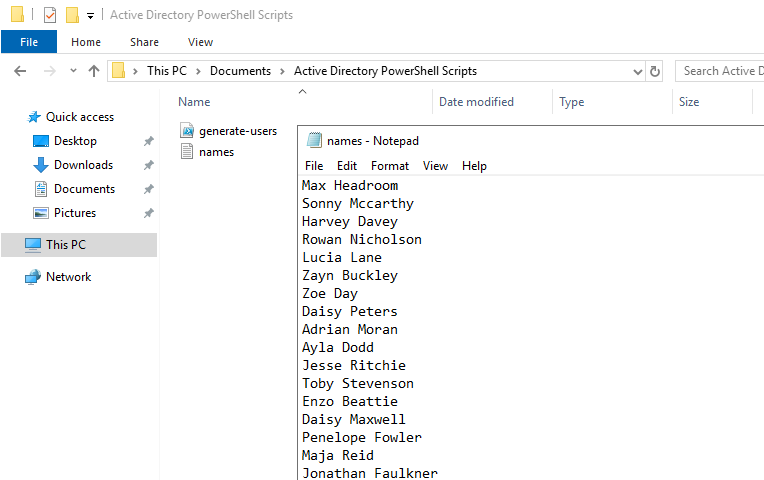 Active Directory PowerShell Scripts
File Home Share View
This PC Documents Active Directory PowerShell Scripts
Search Active D
Name Date modified Type Size
Quick access
Desktop
Downloads
Documents
Pictures
This PC
Network
generate-users
names
names - Notepad
File Edit Format View Help
Max Headroom
Sonny Mccarthy
Harvey Davey
Rowan Nicholson
Lucia Lane
Zayn Buckley
Zoe Day
Daisy Peters
Adrian Moran
Ayla Dodd
Jesse Ritchie
Toby Stevenson
Enzo Beattie
Daisy Maxwell
Penelope Fowler
Maja Reid
Jonathan Faulkner